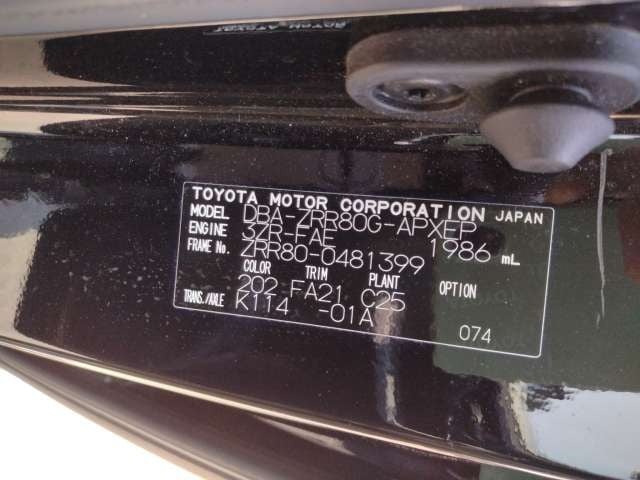 TOYOTA MOTOR CORPORATION JAPAN
MODEL DBA-ZRR80G-APXEP
ENGINE 3ZR-FAE 1986 mL
FRAME No. ZRR80-0481399
COLOR TRIM PLANT OPTION
202 FA21 C25
TRANS./AXLE K114 -01A
074